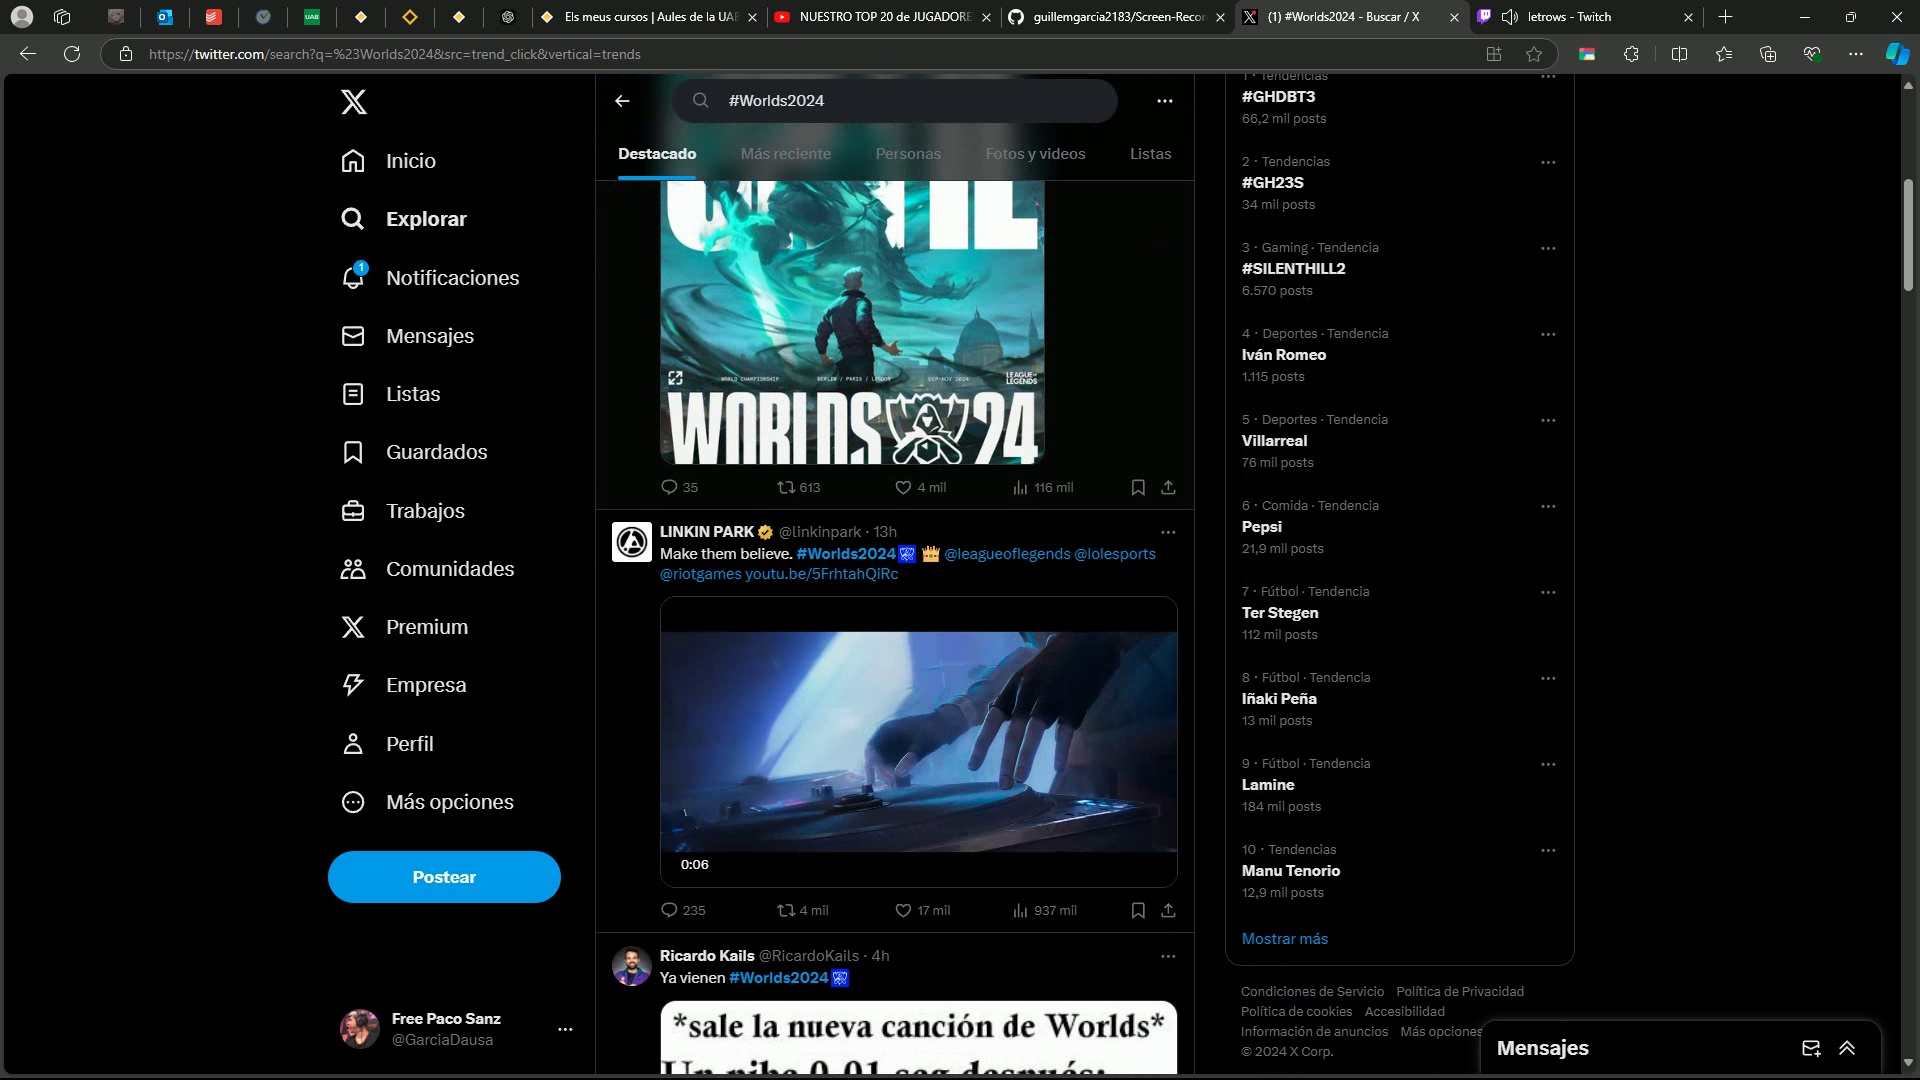 UAB
Els meus cursos | Aules de la UAB
NUESTRO TOP 20 de JUGADORE
guillemgarcia2183/Screen-Recor
(1) #Worlds2024 - Buscar / X
letrows - Twitch
https://twitter.com/search?q=%23Worlds2024&src=trend_click&vertical=trends
Inicio
Explorar
1
Notificaciones
Mensajes
Listas
Guardados
Trabajos
Comunidades
Premium
Empresa
Perfil
Más opciones
Postear
Free Paco Sanz
@GarciaDausa
#Worlds2024
Destacado
Más reciente
Personas
Fotos y videos
Listas
WORLD CHAMPIONSHIP
BERLIN / PARIS / LONDON
SEP-NOV 2024
LEAGUE OF
LEGENDS
WORLDS 24
35
613
4 mil
116 mil
LINKIN PARK @linkinpark · 13h
Make them believe. #Worlds2024 @leagueoflegends @lolesports
@riotgames youtu.be/5FrhtahQiRc
0:06
235
4 mil
17 mil
937 mil
Ricardo Kails @RicardoKails · 4h
Ya vienen #Worlds2024
*sale la nueva canción de Worlds*
Un pibe 0,01 seg después:
1 · Tendencias
#GHDBT3
66,2 mil posts
2 · Tendencias
#GH23S
34 mil posts
3 · Gaming · Tendencia
#SILENTHILL2
6.570 posts
4 · Deportes · Tendencia
Iván Romeo
1.115 posts
5 · Deportes · Tendencia
Villarreal
76 mil posts
6 · Comida · Tendencia
Pepsi
21,9 mil posts
7 · Fútbol · Tendencia
Ter Stegen
112 mil posts
8 · Fútbol · Tendencia
Iñaki Peña
13 mil posts
9 · Fútbol · Tendencia
Lamine
184 mil posts
10 · Tendencias
Manu Tenorio
12,9 mil posts
Mostrar más
Condiciones de Servicio Política de Privacidad
Política de cookies Accesibilidad
Información de anuncios Más opciones
© 2024 X Corp.
Mensajes